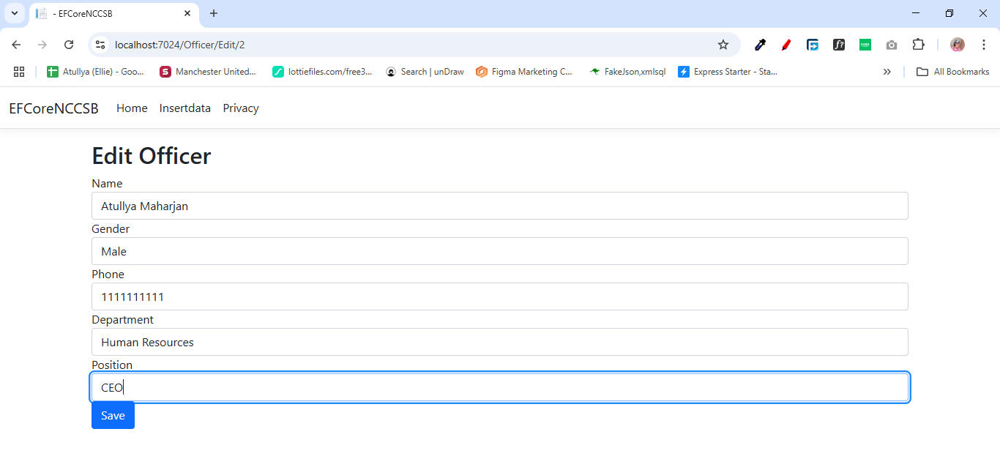 - EFCoreNCCSB
localhost:7024/Officer/Edit/2
Atullya (Ellie) - Goo... Manchester United... lottiefiles.com/free3... Search | unDraw Figma Marketing C... FakeJson,xmlsql Express Starter - Sta... All Bookmarks
EFCoreNCCSB Home Insertdata Privacy
Edit Officer
Name
Atullya Maharjan
Gender
Male
Phone
1111111111
Department
Human Resources
Position
CEO
Save